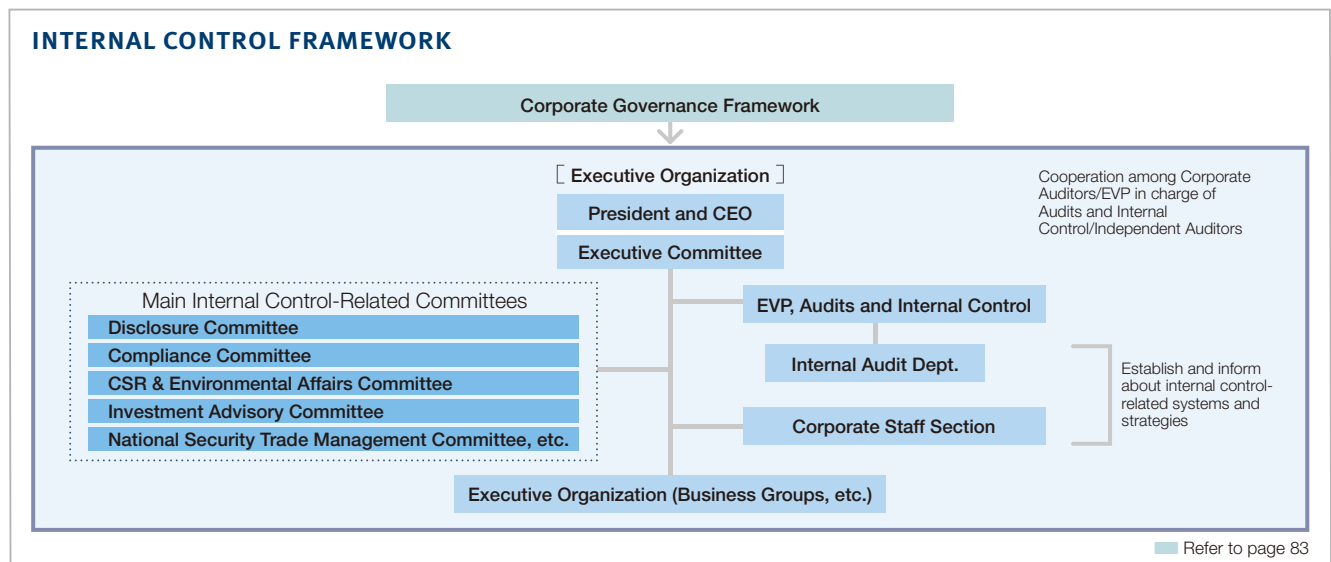 INTERNAL CONTROL FRAMEWORK
Corporate Governance Framework
[ Executive Organization ]
President and CEO
Executive Committee
Cooperation among Corporate
Auditors/EVP in charge of
Audits and Internal
Control/Independent Auditors
Main Internal Control-Related Committees
Disclosure Committee
Compliance Committee
CSR & Environmental Affairs Committee
Investment Advisory Committee
National Security Trade Management Committee, etc.
EVP, Audits and Internal Control
Internal Audit Dept.
Corporate Staff Section
Establish and inform
about internal control-
related systems and
strategies
Executive Organization (Business Groups, etc.)
Refer to page 83